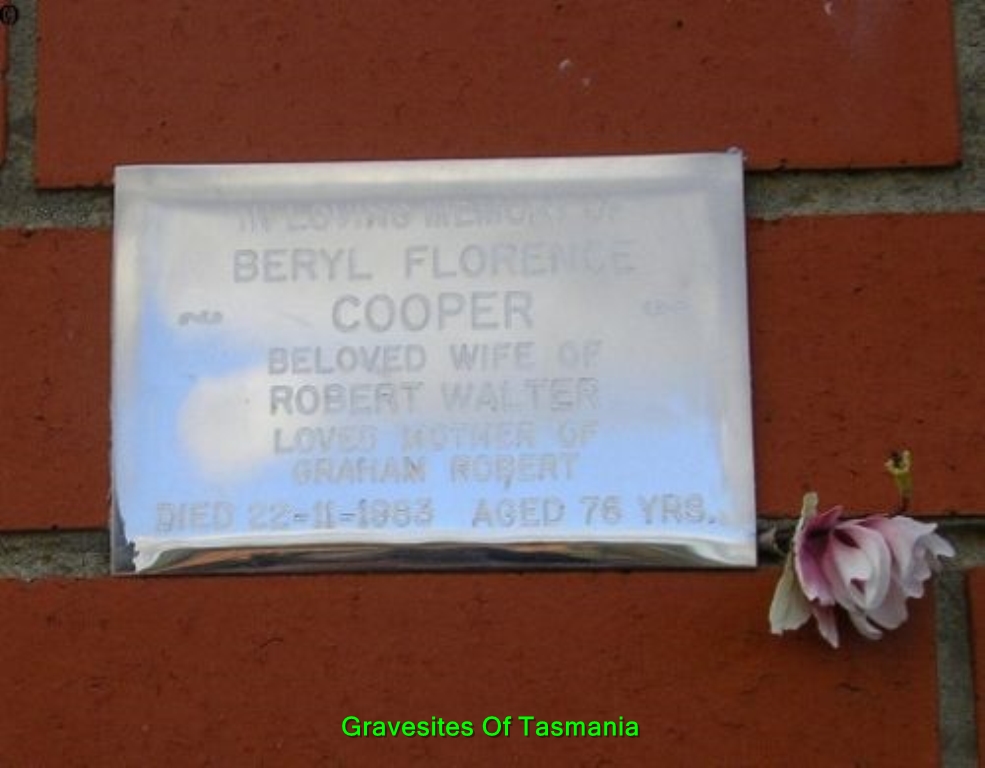 ©
IN LOVING MEMORY OF
BERYL FLORENCE
COOPER
BELOVED WIFE OF
ROBERT WALTER
LOVED MOTHER OF
GRAHAM ROBERT
DIED 22-11-1983 AGED 76 YRS.
Gravesites Of Tasmania